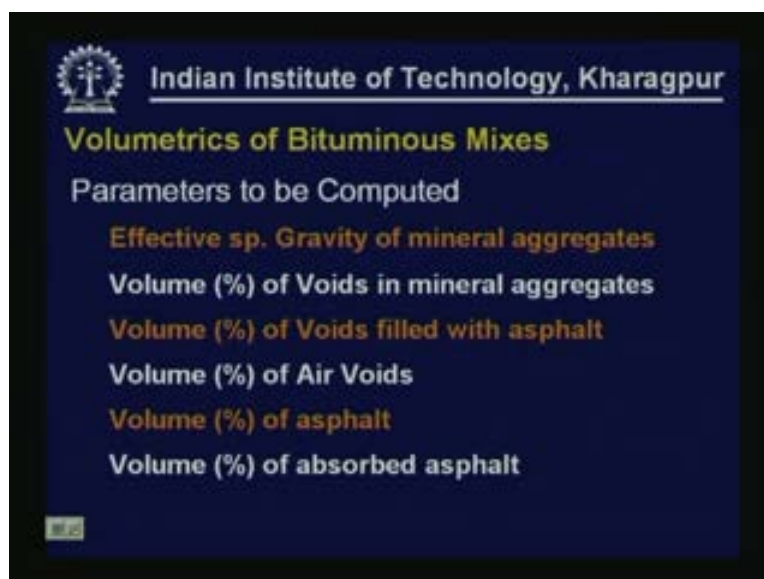 Indian Institute of Technology, Kharagpur
Volumetrics of Bituminous Mixes
Parameters to be Computed
Effective sp. Gravity of mineral aggregates
Volume (%) of Voids in mineral aggregates
Volume (%) of Voids filled with asphalt
Volume (%) of Air Voids
Volume (%) of asphalt
Volume (%) of absorbed asphalt